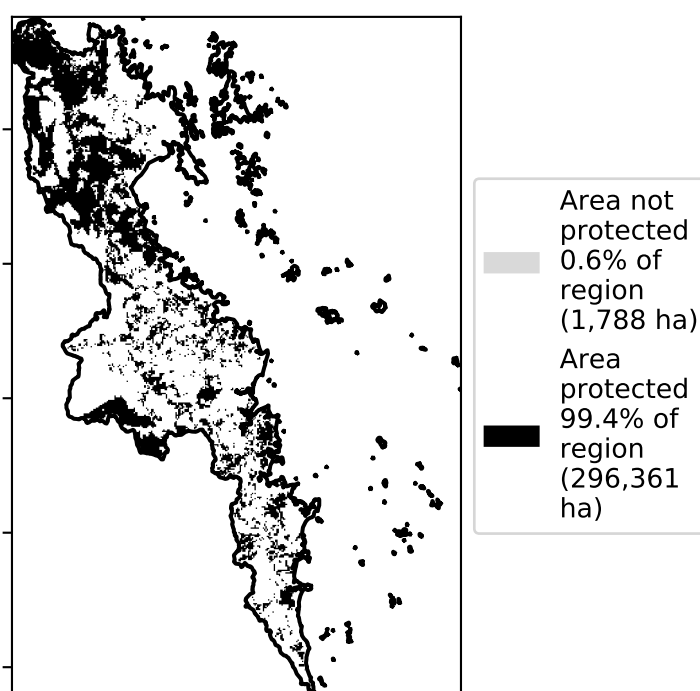 Area not
protected
0.6% of
region
(1,788 ha)
Area
protected
99.4% of
region
(296,361
ha)